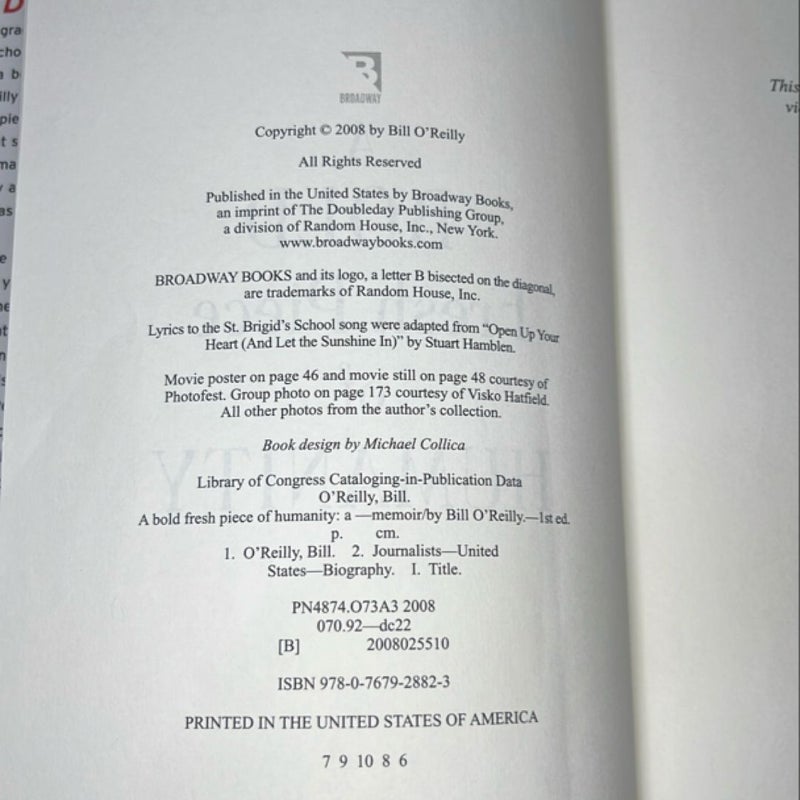 BROADWAY
Copyright © 2008 by Bill O'Reilly
All Rights Reserved
Published in the United States by Broadway Books,
an imprint of The Doubleday Publishing Group,
a division of Random House, Inc., New York.
www.broadwaybooks.com
BROADWAY BOOKS and its logo, a letter B bisected on the diagonal,
are trademarks of Random House, Inc.
Lyrics to the St. Brigid's School song were adapted from "Open Up Your
Heart (And Let the Sunshine In)" by Stuart Hamblen.
Movie poster on page 46 and movie still on page 48 courtesy of
Photofest. Group photo on page 173 courtesy of Visko Hatfield.
All other photos from the author's collection.
Book design by Michael Collica
Library of Congress Cataloging-in-Publication Data
O'Reilly, Bill.
A bold fresh piece of humanity: a —memoir/by Bill O'Reilly.—1st ed.
p. cm.
1. O'Reilly, Bill. 2. Journalists—United
States—Biography. I. Title.
PN4874.O73A3 2008
070.92—dc22
[B] 2008025510
ISBN 978-0-7679-2882-3
PRINTED IN THE UNITED STATES OF AMERICA
7 9 10 8 6
This